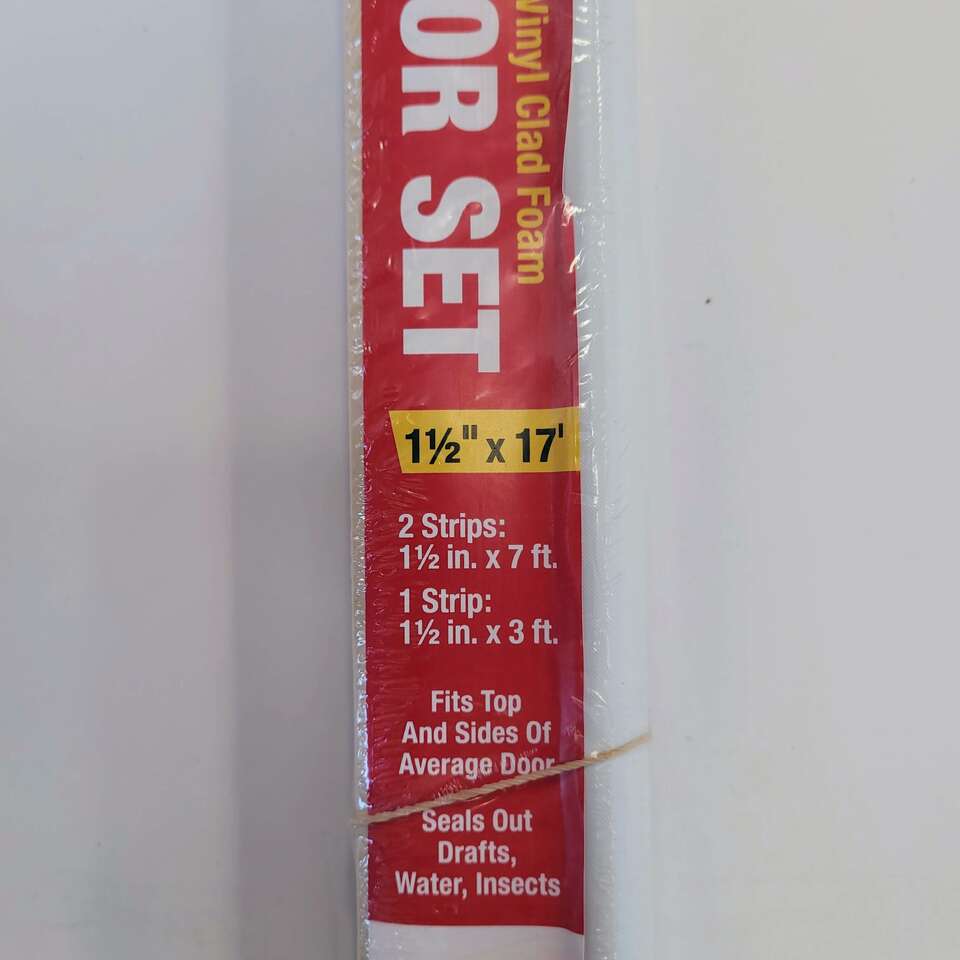 Vinyl Clad Foam
OR SET
1½" x 17'
2 Strips:
1½ in. x 7 ft.
1 Strip:
1½ in. x 3 ft.
Fits Top
And Sides Of
Average Door
Seals Out
Drafts,
Water, Insects